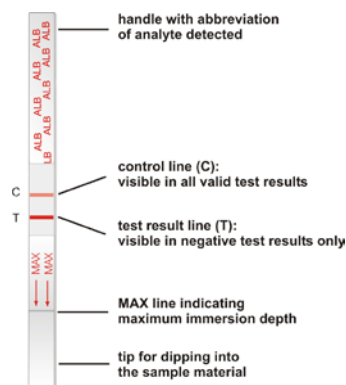 handle with abbreviation
of analyte detected
ALB ALB
ALB ALB
ALB ALB
ALB ALB
LB
control line (C):
visible in all valid test results
C
T
test result line (T):
visible in negative test results only
MAX MAX
MAX line indicating
maximum immersion depth
tip for dipping into
the sample material